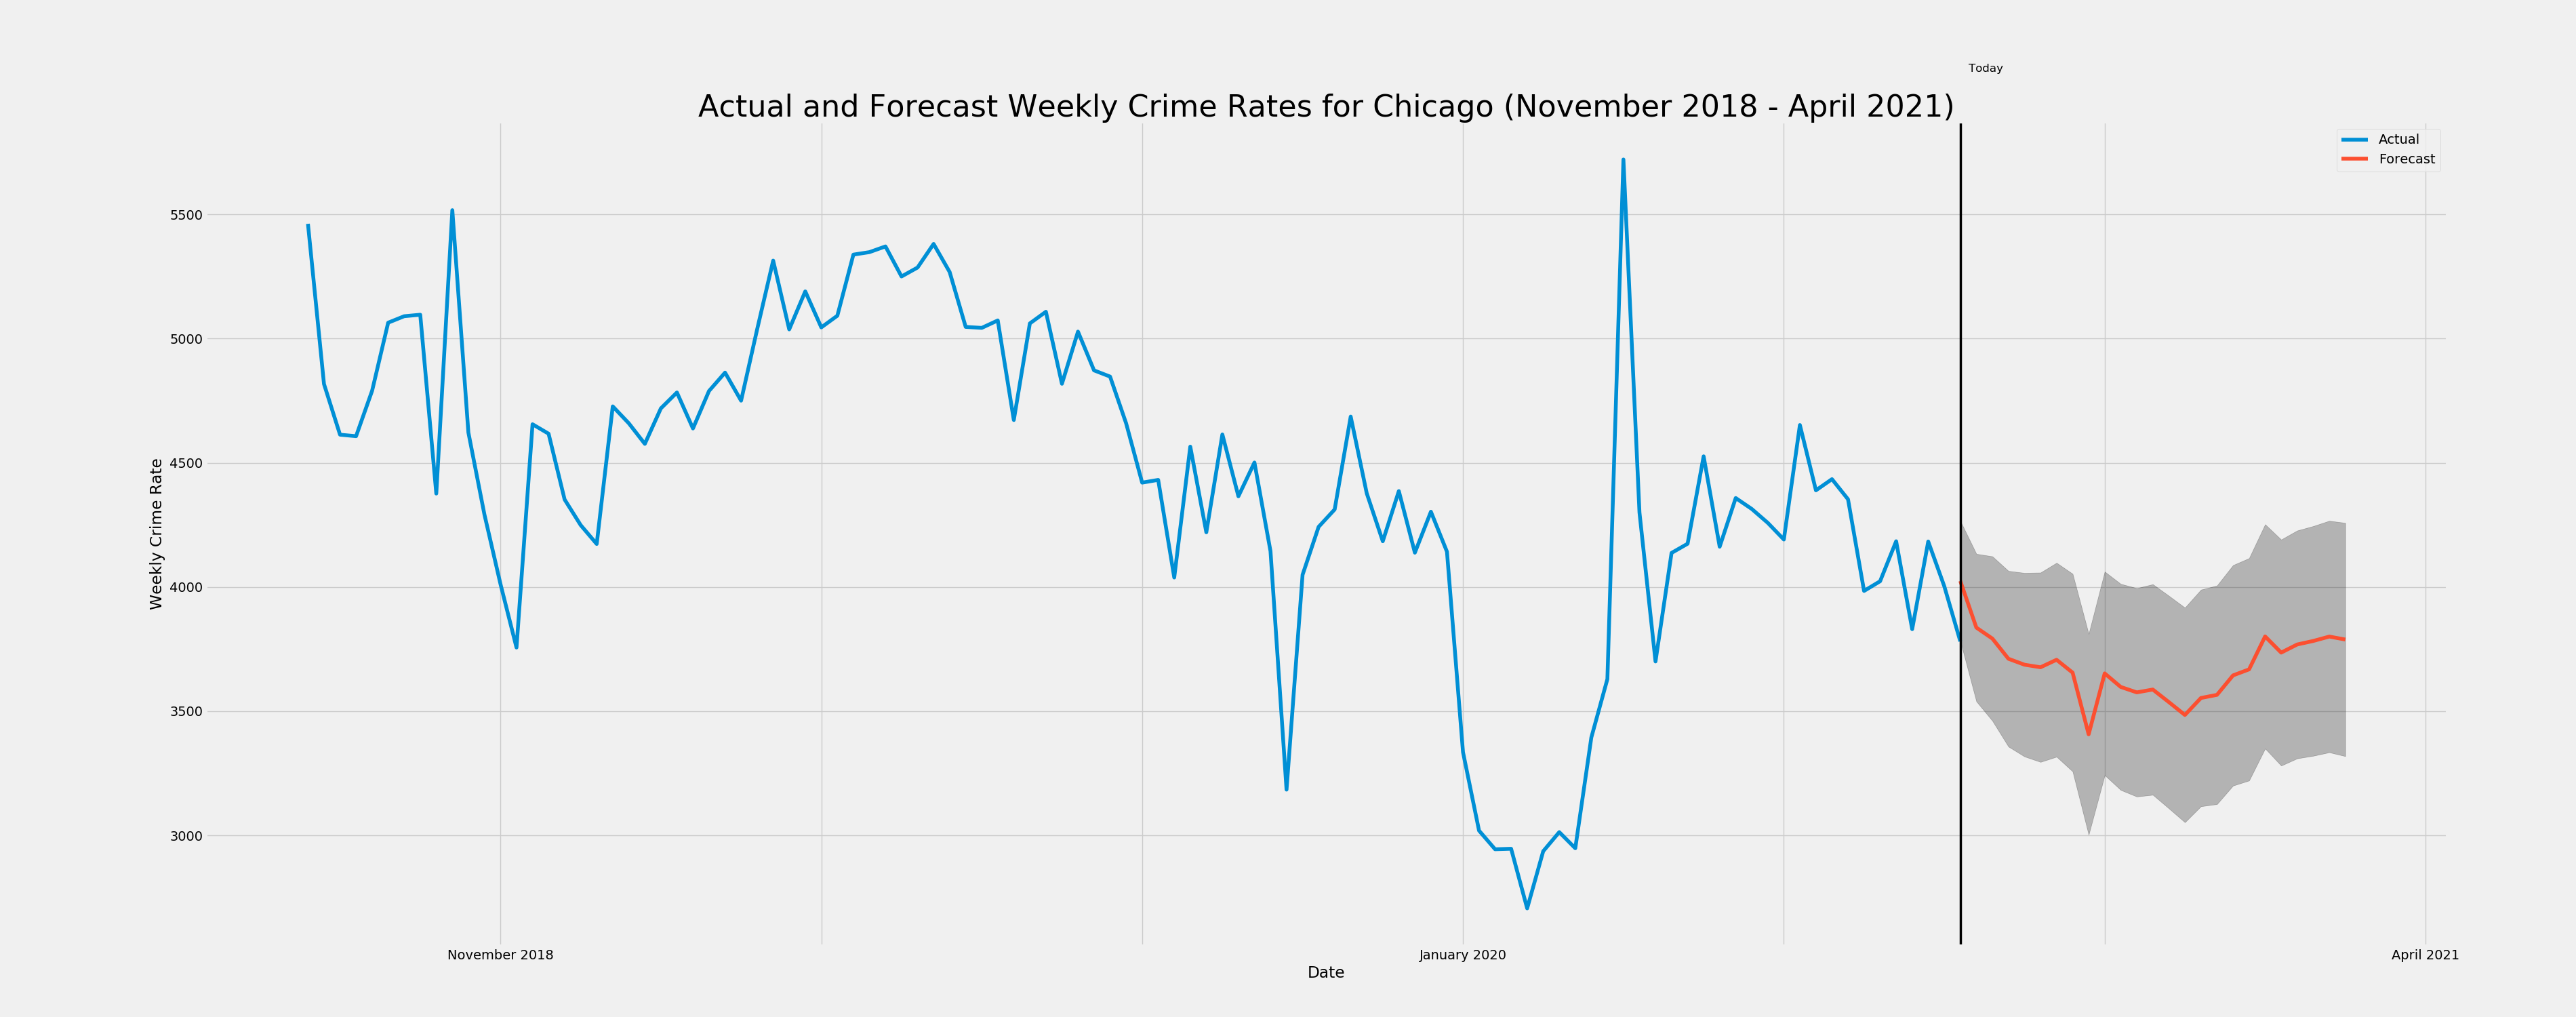 Today
Actual and Forecast Weekly Crime Rates for Chicago (November 2018 - April 2021)
Actual
Forecast
5500
5000
4500
4000
3500
3000
Weekly Crime Rate
November 2018
January 2020
April 2021
Date